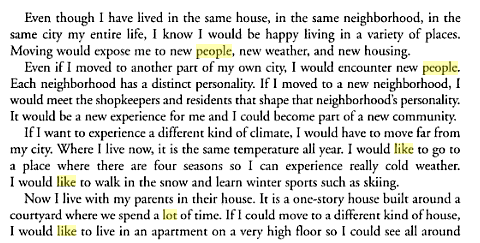 Even though I have lived in the same house, in the same neighborhood, in the
same city my entire life, I know I would be happy living in a variety of places.
Moving would expose me to new people, new weather, and new housing.
Even if I moved to another part of my own city, I would encounter new people.
Each neighborhood has a distinct personality. If I moved to a new neighborhood, I
would meet the shopkeepers and residents that shape that neighborhood's personality.
It would be a new experience for me and I could become part of a new community.
If I want to experience a different kind of climate, I would have to move far from
my city. Where I live now, it is the same temperature all year. I would like to go to
a place where there are four seasons so I can experience really cold weather.
I would like to walk in the snow and learn winter sports such as skiing.
Now I live with my parents in their house. It is a one-story house built around a
courtyard where we spend a lot of time. If I could move to a different kind of house,
I would like to live in an apartment on a very high floor so I could see all around